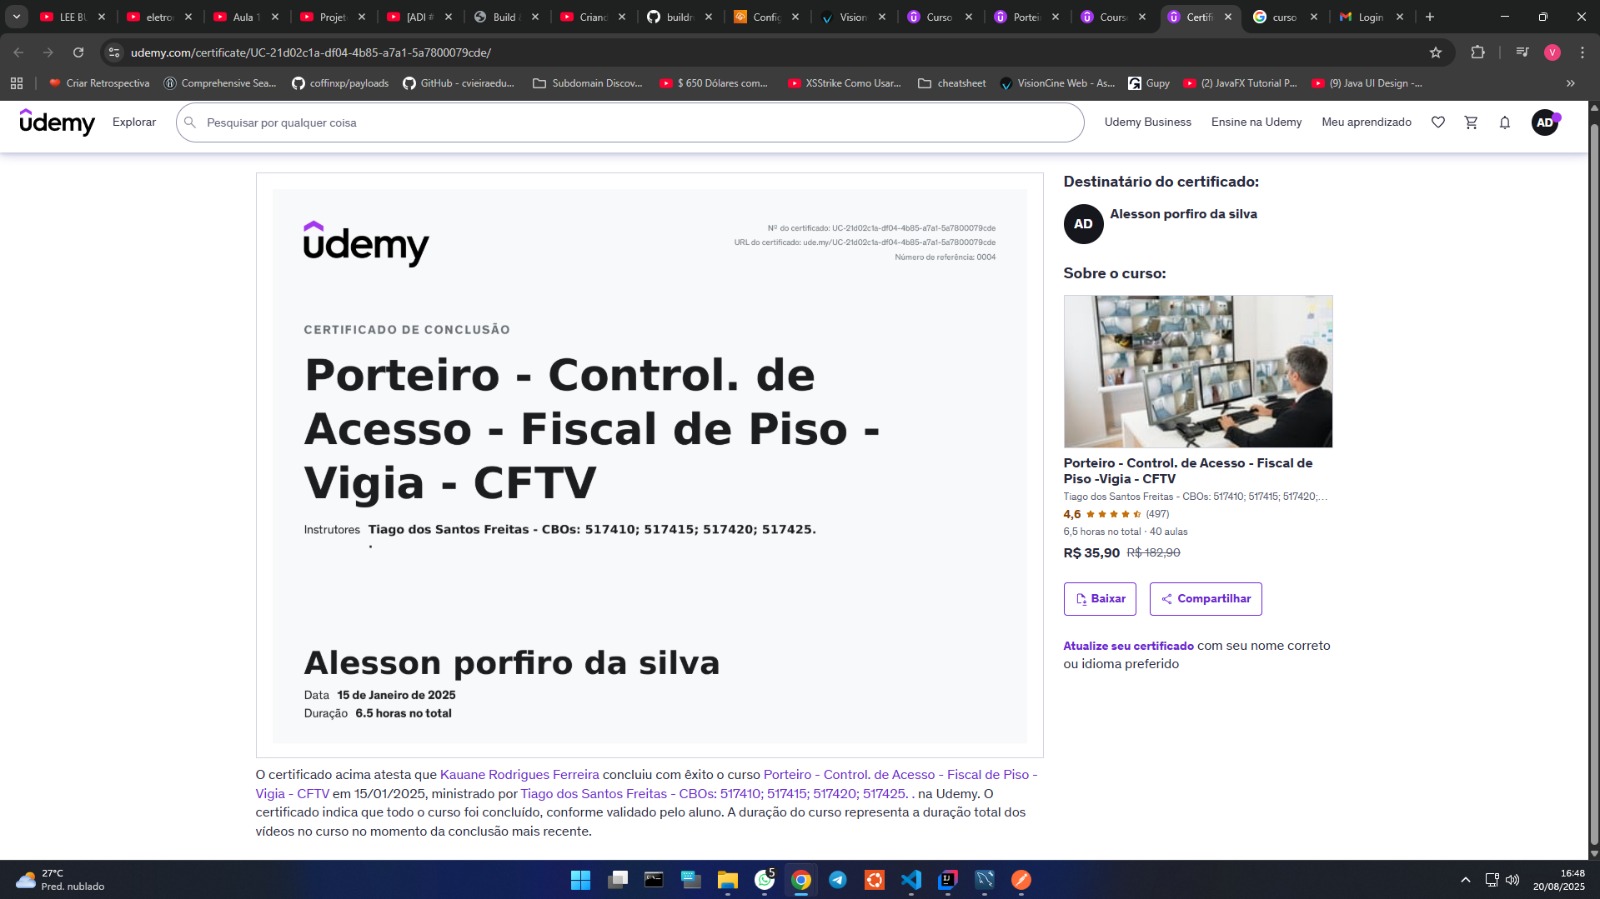 LEE BU
eletro
Aula 1
Projet
[ADI #
Build &
Criand
buildro
Config
Vision
Curso
Portei
Cours
Certifi
curso
Login
udemy.com/certificate/UC-21d02c1a-df04-4b85-a7a1-5a7800079cde/
V
Criar Retrospectiva
Comprehensive Sea...
coffinxp/payloads
GitHub - cvieiraedu...
Subdomain Discov...
$ 650 Dólares com...
XSStrike Como Usar...
cheatsheet
VisionCine Web - As...
Gupy
(2) JavaFX Tutorial P...
(9) Java UI Design -...
udemy
Explorar
Pesquisar por qualquer coisa
Udemy Business
Ensine na Udemy
Meu aprendizado
AD
udemy
Nº do certificado: UC-21d02c1a-df04-4b85-a7a1-5a7800079cde
URL do certificado: ude.my/UC-21d02c1a-df04-4b85-a7a1-5a7800079cde
Número de referência: 0004
CERTIFICADO DE CONCLUSÃO
Porteiro - Control. de
Acesso - Fiscal de Piso -
Vigia - CFTV
Instrutores Tiago dos Santos Freitas - CBOs: 517410; 517415; 517420; 517425.
.
Alesson porfiro da silva
Data 15 de Janeiro de 2025
Duração 6.5 horas no total
O certificado acima atesta que Kauane Rodrigues Ferreira concluiu com êxito o curso Porteiro - Control. de Acesso - Fiscal de Piso -
Vigia - CFTV em 15/01/2025, ministrado por Tiago dos Santos Freitas - CBOs: 517410; 517415; 517420; 517425. . na Udemy. O
certificado indica que todo o curso foi concluído, conforme validado pelo aluno. A duração do curso representa a duração total dos
vídeos no curso no momento da conclusão mais recente.
Destinatário do certificado:
AD
Alesson porfiro da silva
Sobre o curso:
Porteiro - Control. de Acesso - Fiscal de
Piso -Vigia - CFTV
Tiago dos Santos Freitas - CBOs: 517410; 517415; 517420;...
4,6 (497)
6,5 horas no total · 40 aulas
R$ 35,90 R$ 182,90
Baixar
Compartilhar
Atualize seu certificado com seu nome correto
ou idioma preferido
27°C
Pred. nublado
5
16:48
20/08/2025